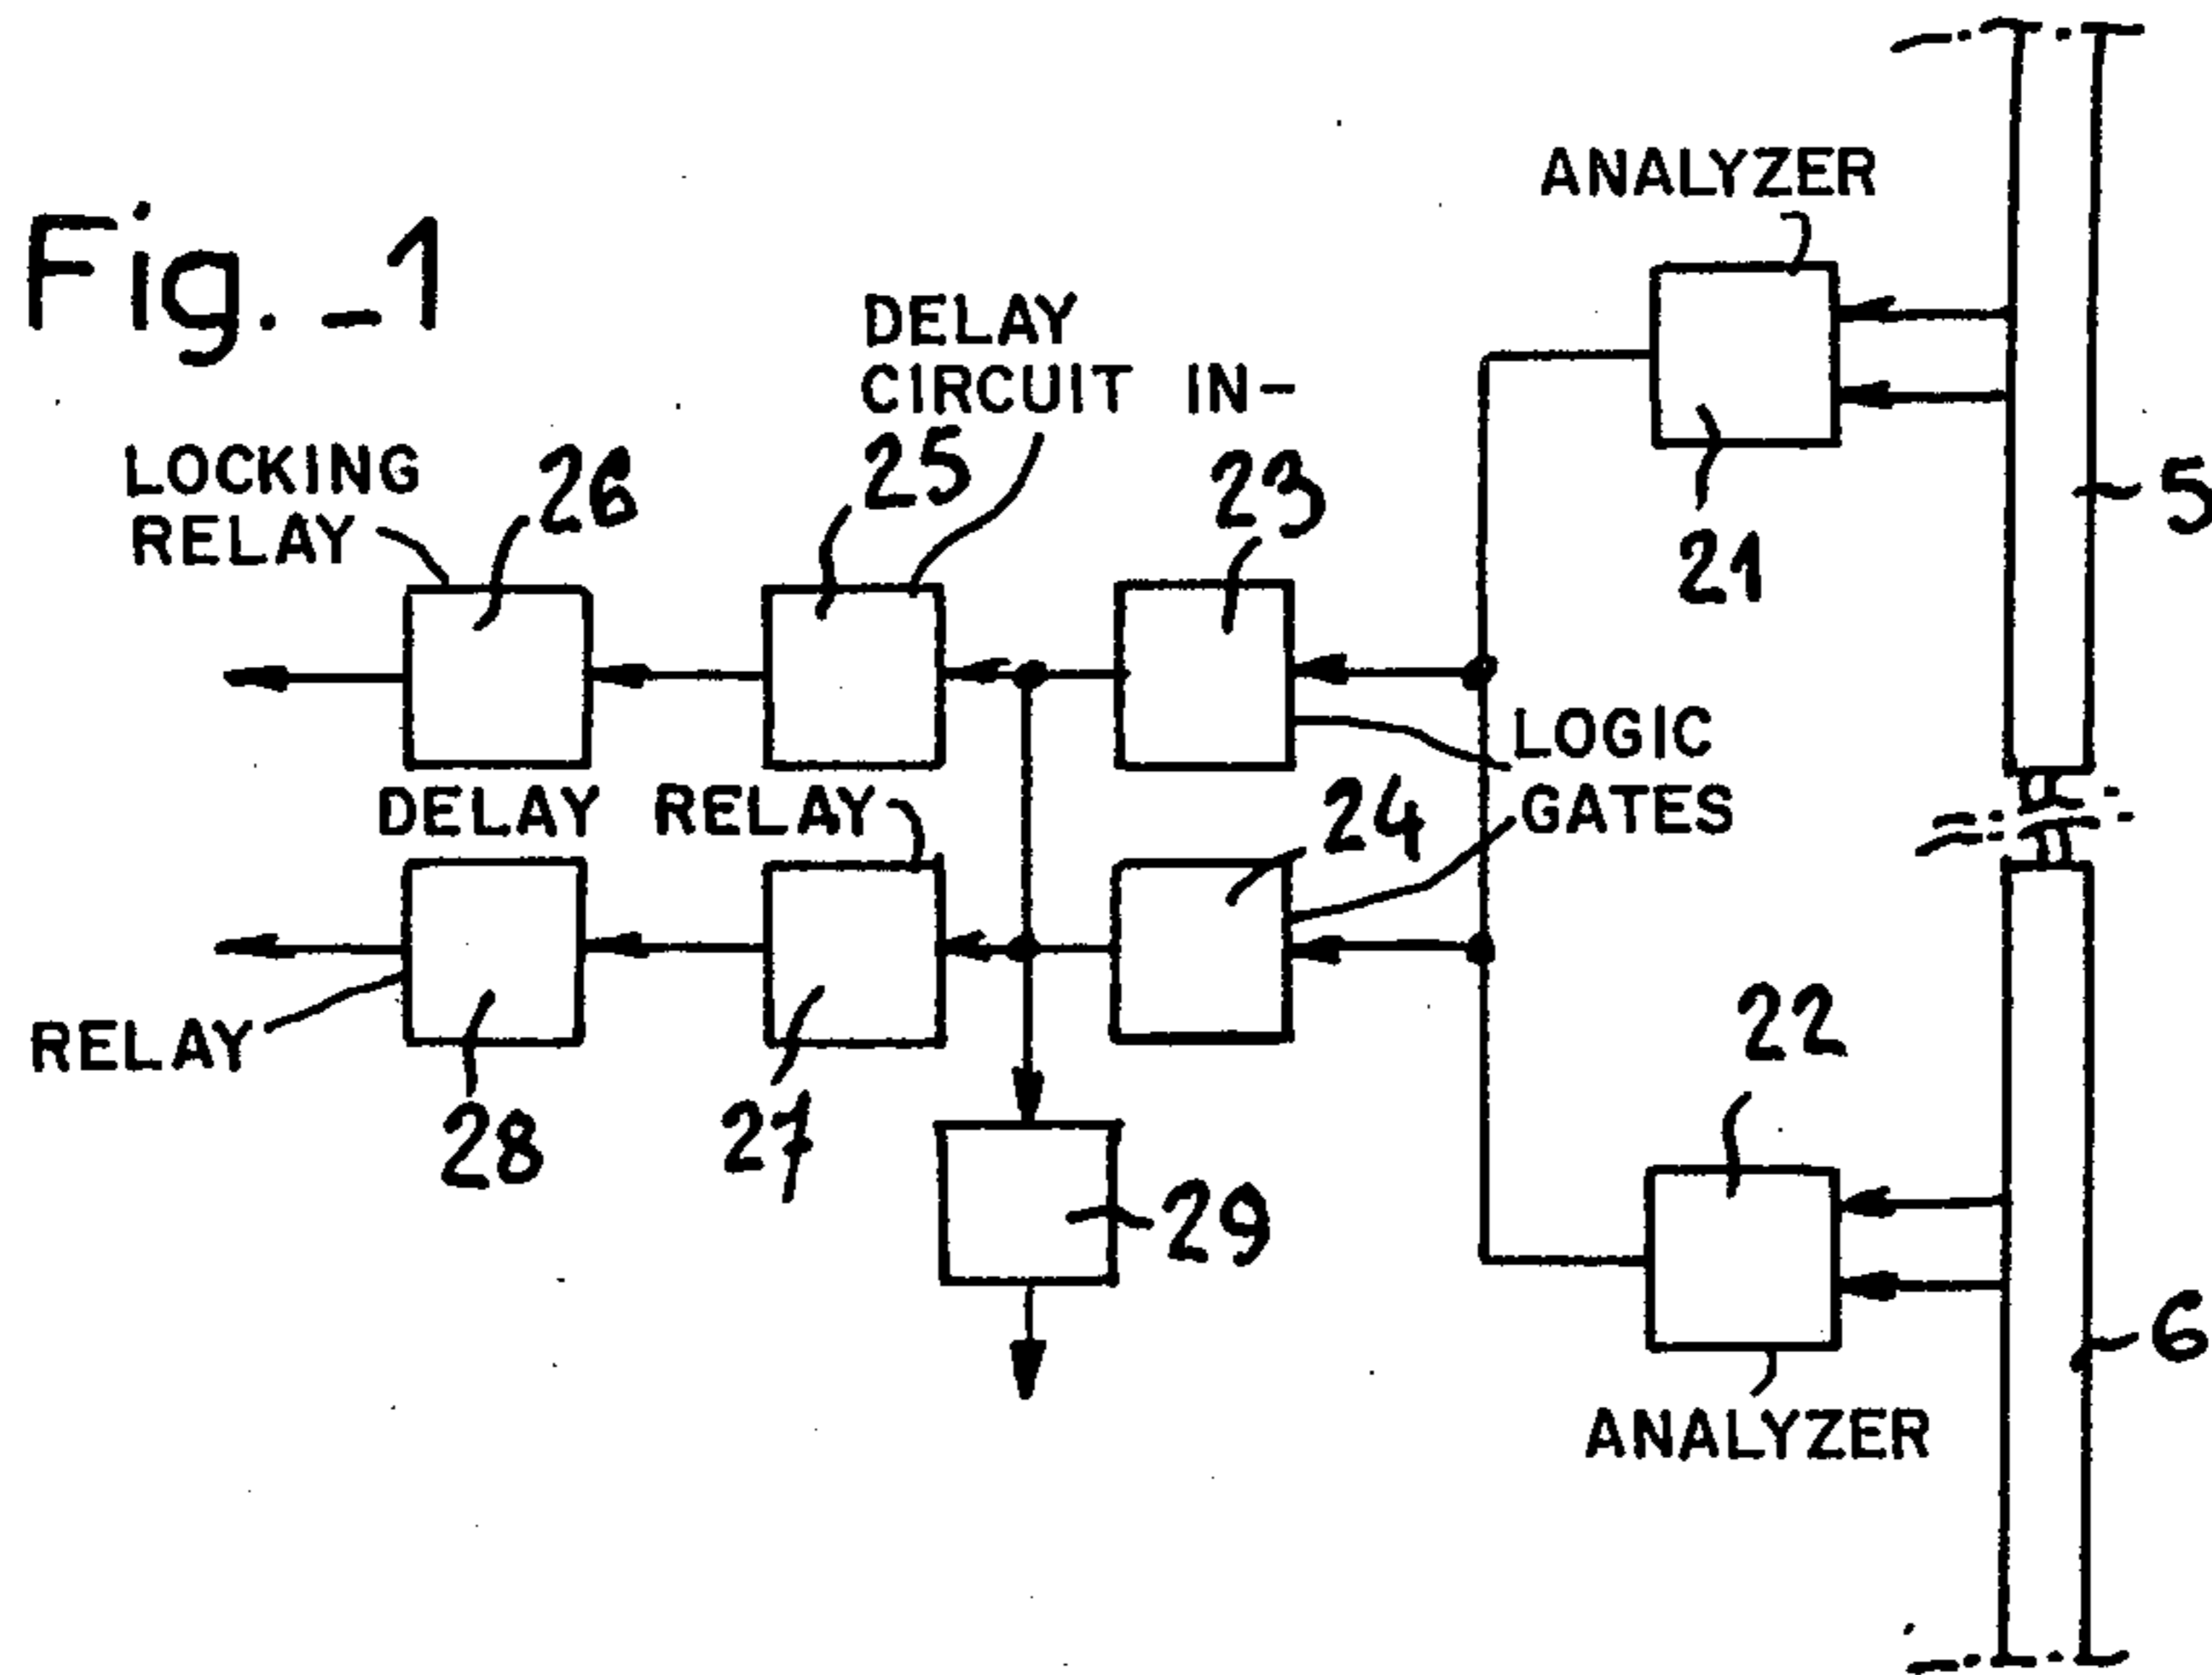 Fig._1
ANALYZER
DELAY
CIRCUIT IN-
LOCKING
RELAY
26
25
23
21
5
LOGIC
GATES
DELAY RELAY
24
RELAY
28
27
29
22
6
ANALYZER